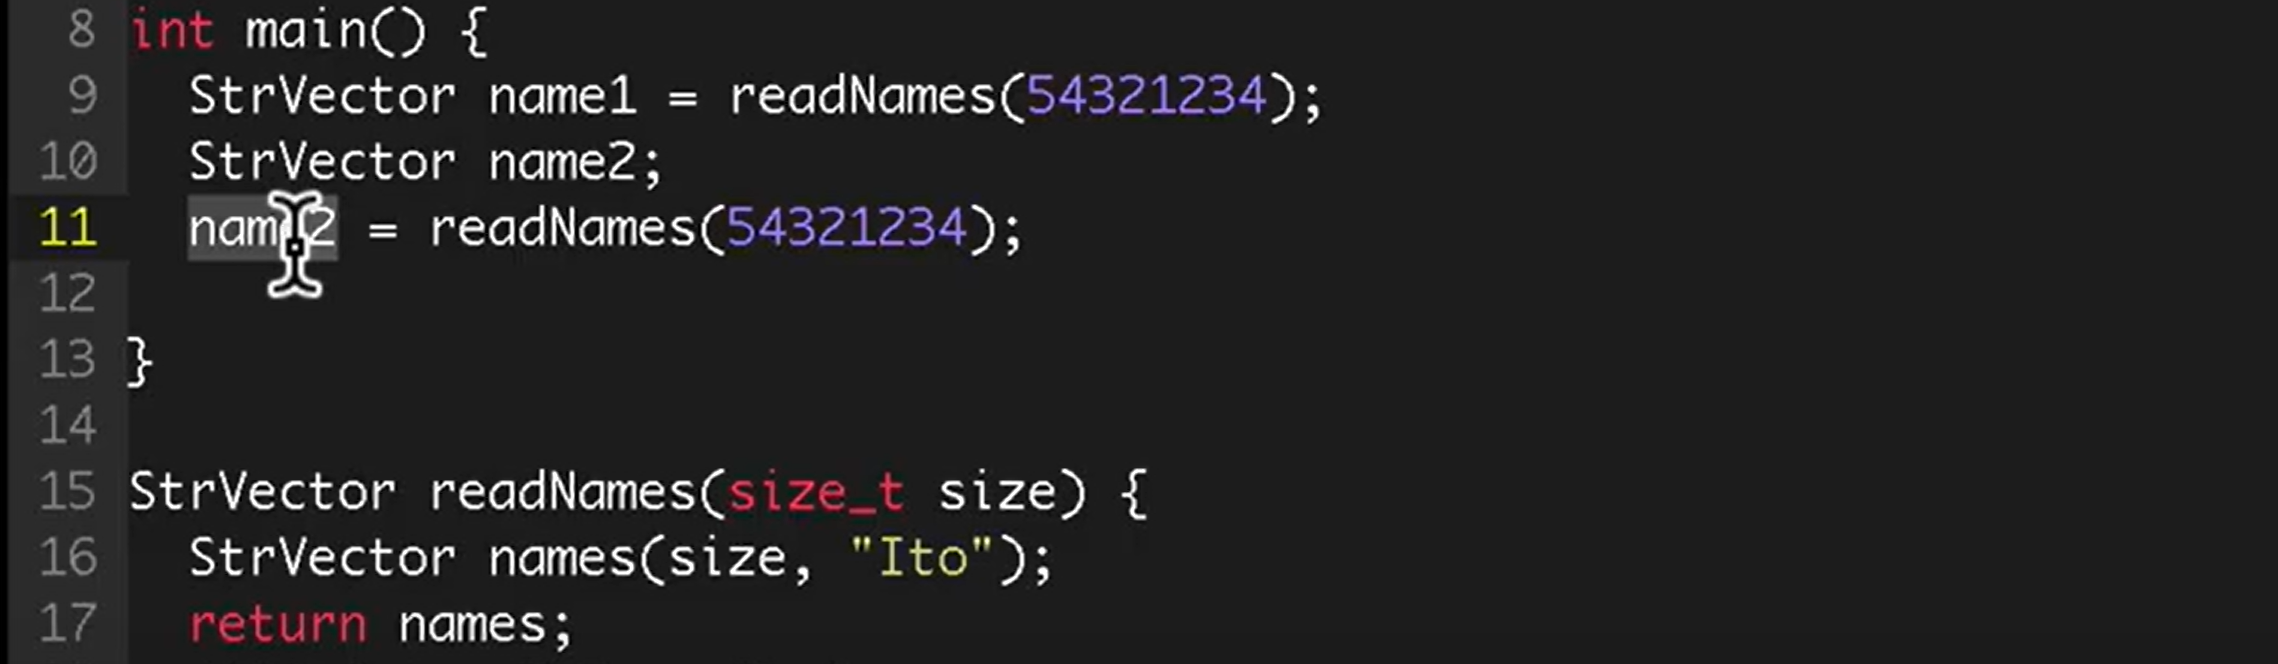 8 int main() {
9 StrVector name1 = readNames(54321234);
10 StrVector name2;
11 name2 = readNames(54321234);
12
13 }
14
15 StrVector readNames(size_t size) {
16 StrVector names(size, "Ito");
17 return names;